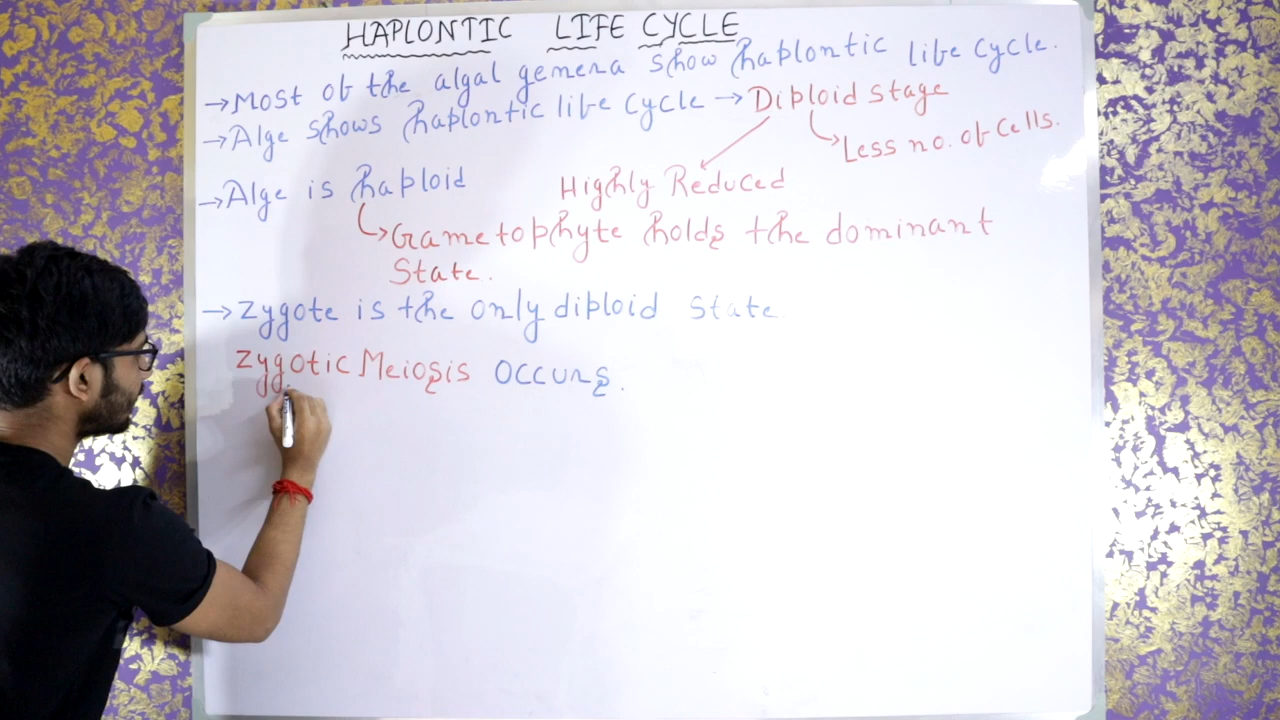 HAPLONTIC LIFE CYCLE
→Most of the algal genera show haplontic life cycle.
→Alge shows haplontic life cycle → Diploid stage
Less no. of cells.
→Alge is haploid
Highly Reduced
Gametophyte holds the dominant
State.
→Zygote is the only diploid state
Zygotic Meiosis occurs.